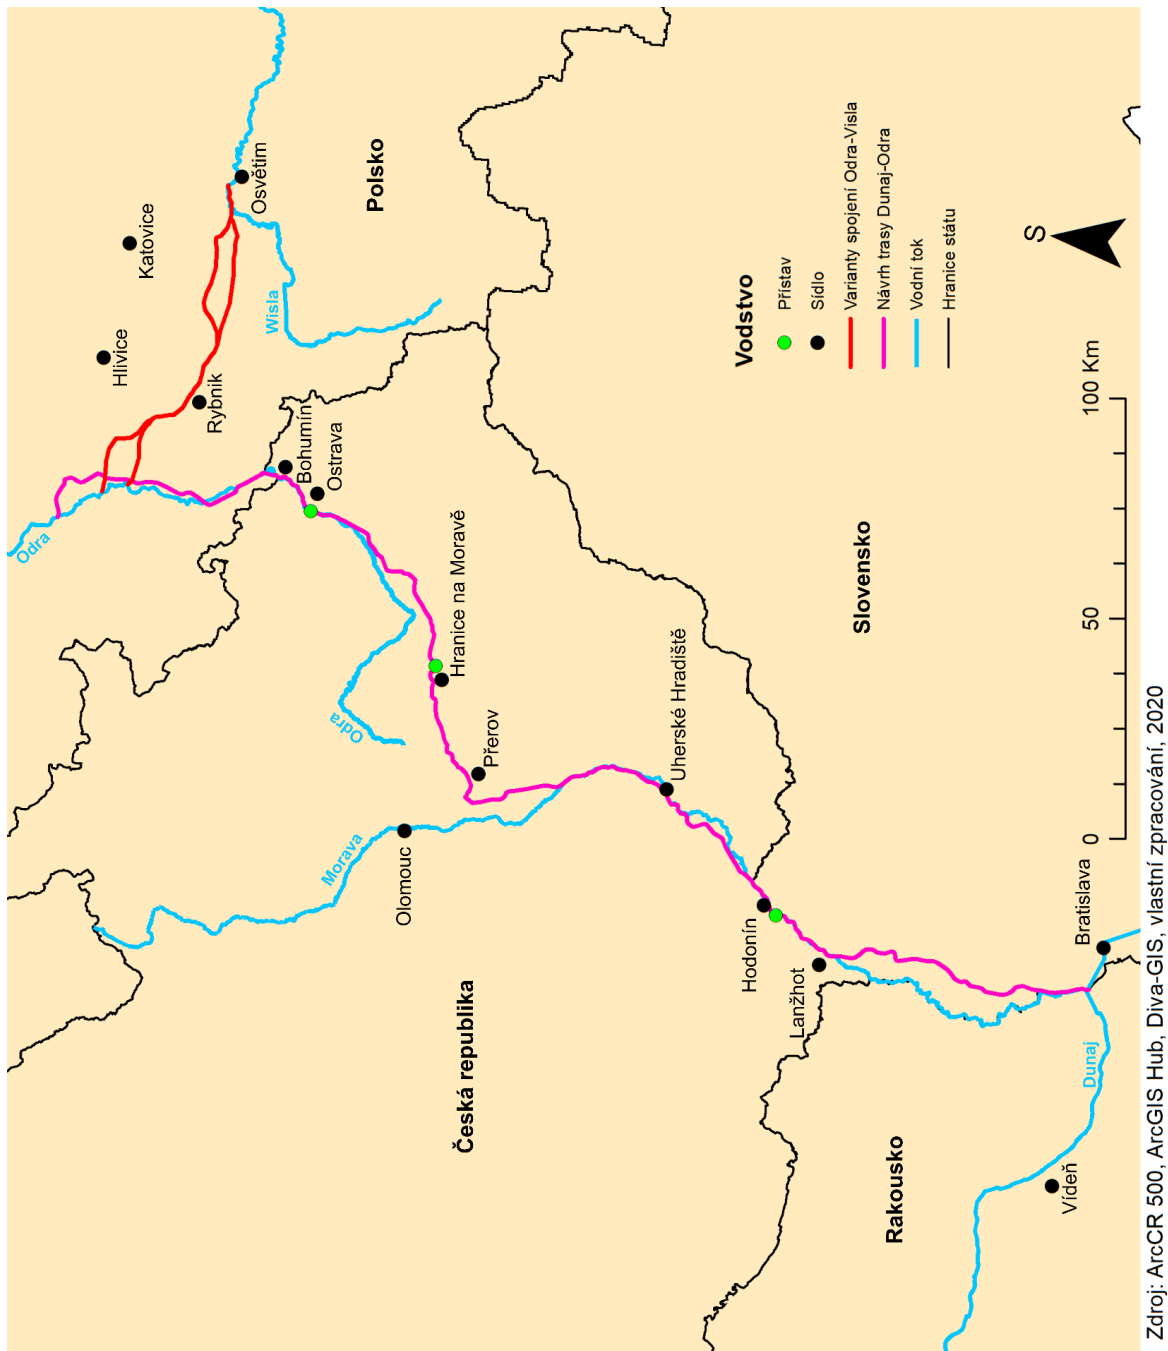 Odra
Hlivice
Katovice
Osvětim
Rybnik
Wisla
Polsko
Bohumín
Ostrava
Hranice na Moravě
Odra
Přerov
Morava
Olomouc
Uherské Hradiště
Česká republika
Slovensko
Hodonín
Lanžhot
Bratislava
Dunaj
Rakousko
Vídeň
Vodstvo
Přístav
Sídlo
Varianty spojení Odra-Visla
Návrh trasy Dunaj-Odra
Vodní tok
Hranice státu
S
0 50 100 Km
Zdroj: ArcCR 500, ArcGIS Hub, Diva-GIS, vlastní zpracování, 2020